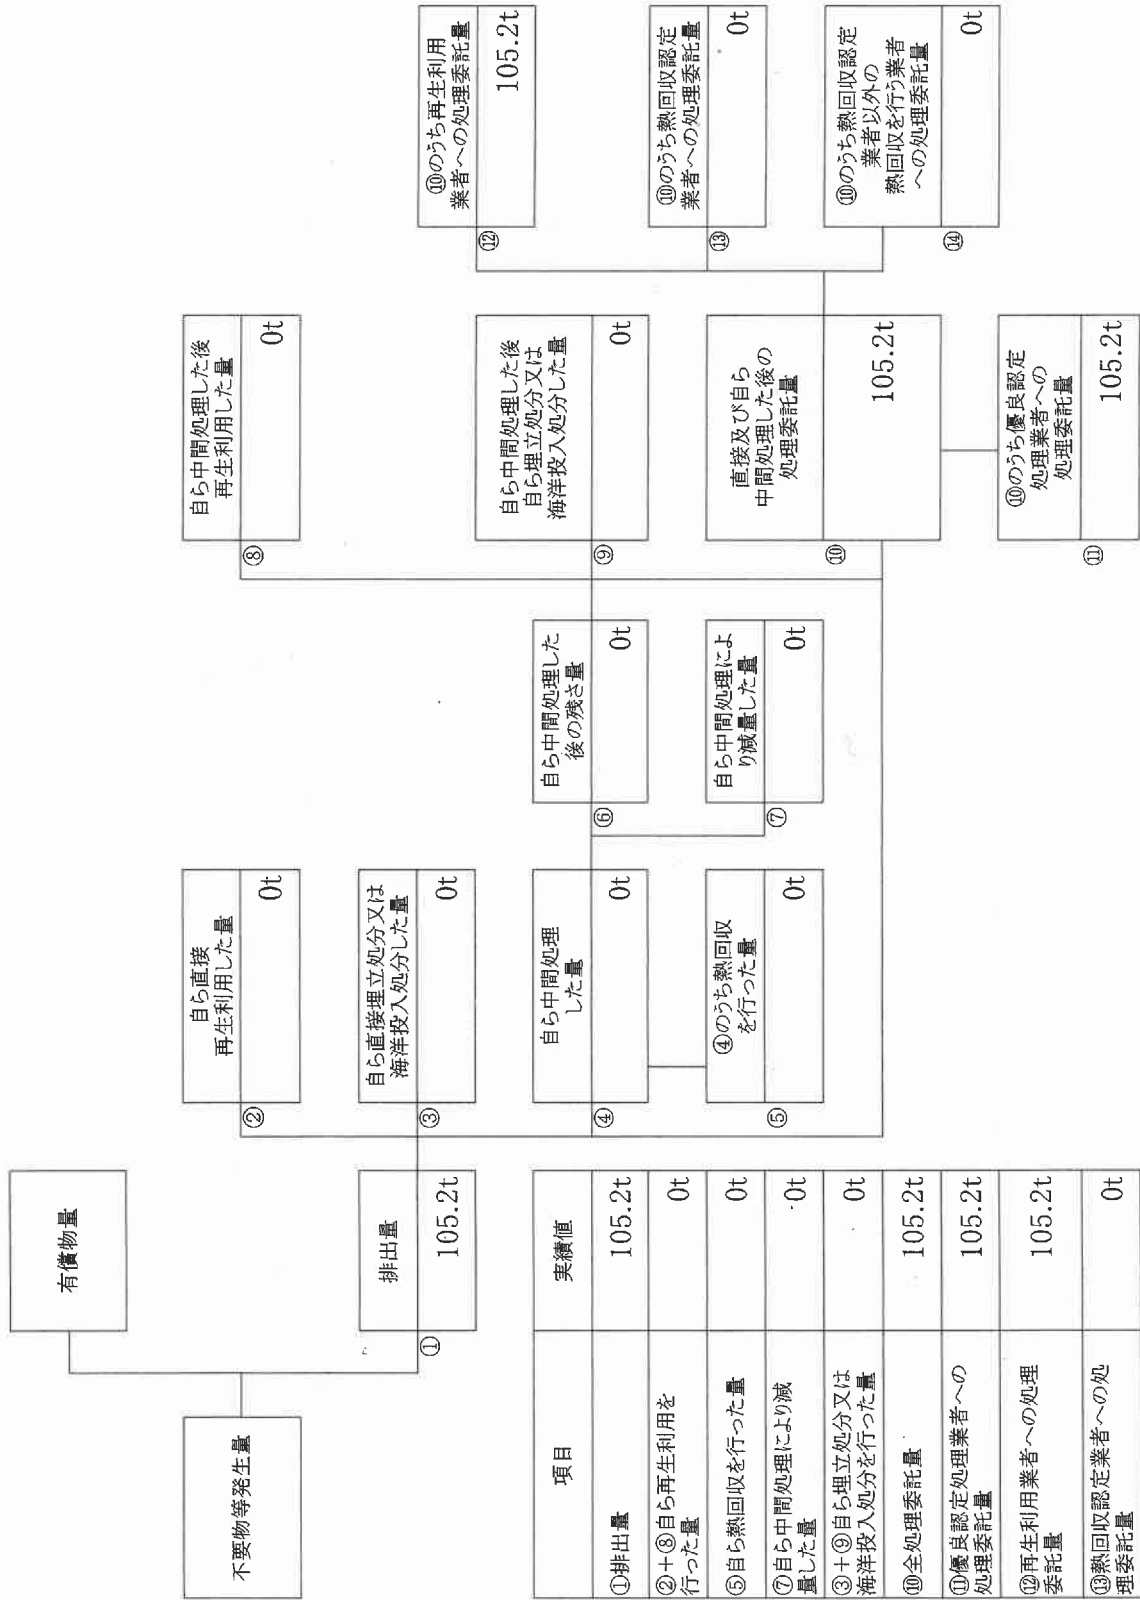 有償物量
不要物等発生量
排出量
①
105.2t
自ら直接
再生利用した量
②
0t
自ら直接埋立処分又は
海洋投入処分した量
③
0t
自ら中間処理
した量
④
0t
④のうち熱回収
を行った量
⑤
0t
自ら中間処理した
後の残さ量
⑥
0t
自ら中間処理によ
り減量した量
⑦
0t
自ら中間処理した後
再生利用した量
⑧
0t
自ら中間処理した後
自ら埋立処分又は
海洋投入処分した量
⑨
0t
直接及び自ら
中間処理した後の
処理委託量
⑩
105.2t
⑩のうち優良認定
処理業者への
処理委託量
⑪
105.2t
⑩のうち再生利用
業者への処理委託量
⑫
105.2t
⑩のうち熱回収認定
業者への処理委託量
⑬
0t
⑩のうち熱回収認定
業者以外の
熱回収を行う業者
への処理委託量
⑭
0t
項目
実績値
①排出量
105.2t
②+⑧自ら再生利用を
行った量
0t
⑤自ら熱回収を行った量
0t
⑦自ら中間処理により減
量した量
0t
③+⑨自ら埋立処分又は
海洋投入処分を行った量
0t
⑩全処理委託量
105.2t
⑪優良認定処理業者への
処理委託量
105.2t
⑫再生利用業者への処理
委託量
105.2t
⑬熱回収認定業者への処
理委託量
0t